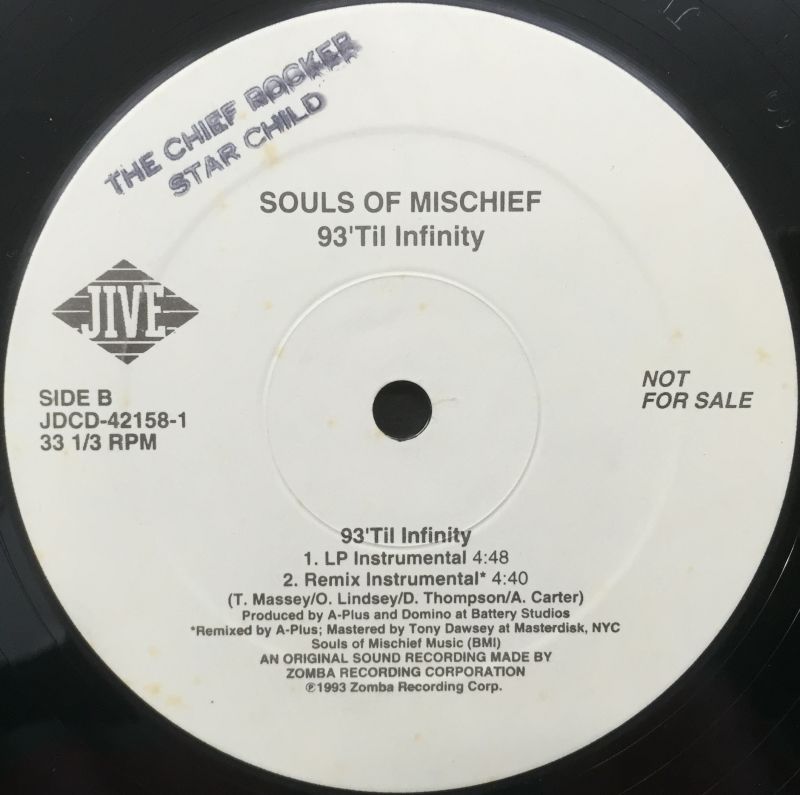 THE CHIEF ROCKER
STAR CHILD
SOULS OF MISCHIEF
93'Til Infinity
JIVE
SIDE B
JDCD-42158-1
33 1/3 RPM
NOT
FOR SALE
93'Til Infinity
1. LP Instrumental 4:48
2. Remix Instrumental* 4:40
(T. Massey/O. Lindsey/D. Thompson/A. Carter)
Produced by A-Plus and Domino at Battery Studios
*Remixed by A-Plus; Mastered by Tony Dawsey at Masterdisk, NYC
Souls of Mischief Music (BMI)
AN ORIGINAL SOUND RECORDING MADE BY
ZOMBA RECORDING CORPORATION
℗1993 Zomba Recording Corp.